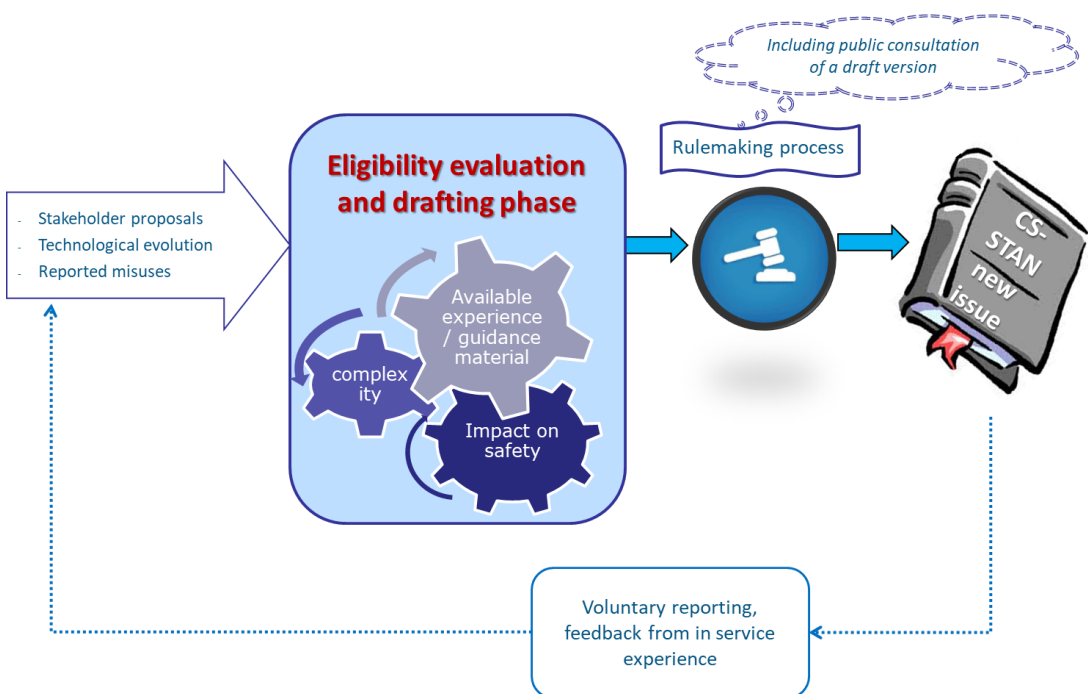 Including public consultation
of a draft version
Rulemaking process
Eligibility evaluation
and drafting phase
- Stakeholder proposals
- Technological evolution
- Reported misuses
Available
experience
/ guidance
material
complex
ity
Impact on
safety
CS-
STAN
new
issue
Voluntary reporting,
feedback from in service
experience